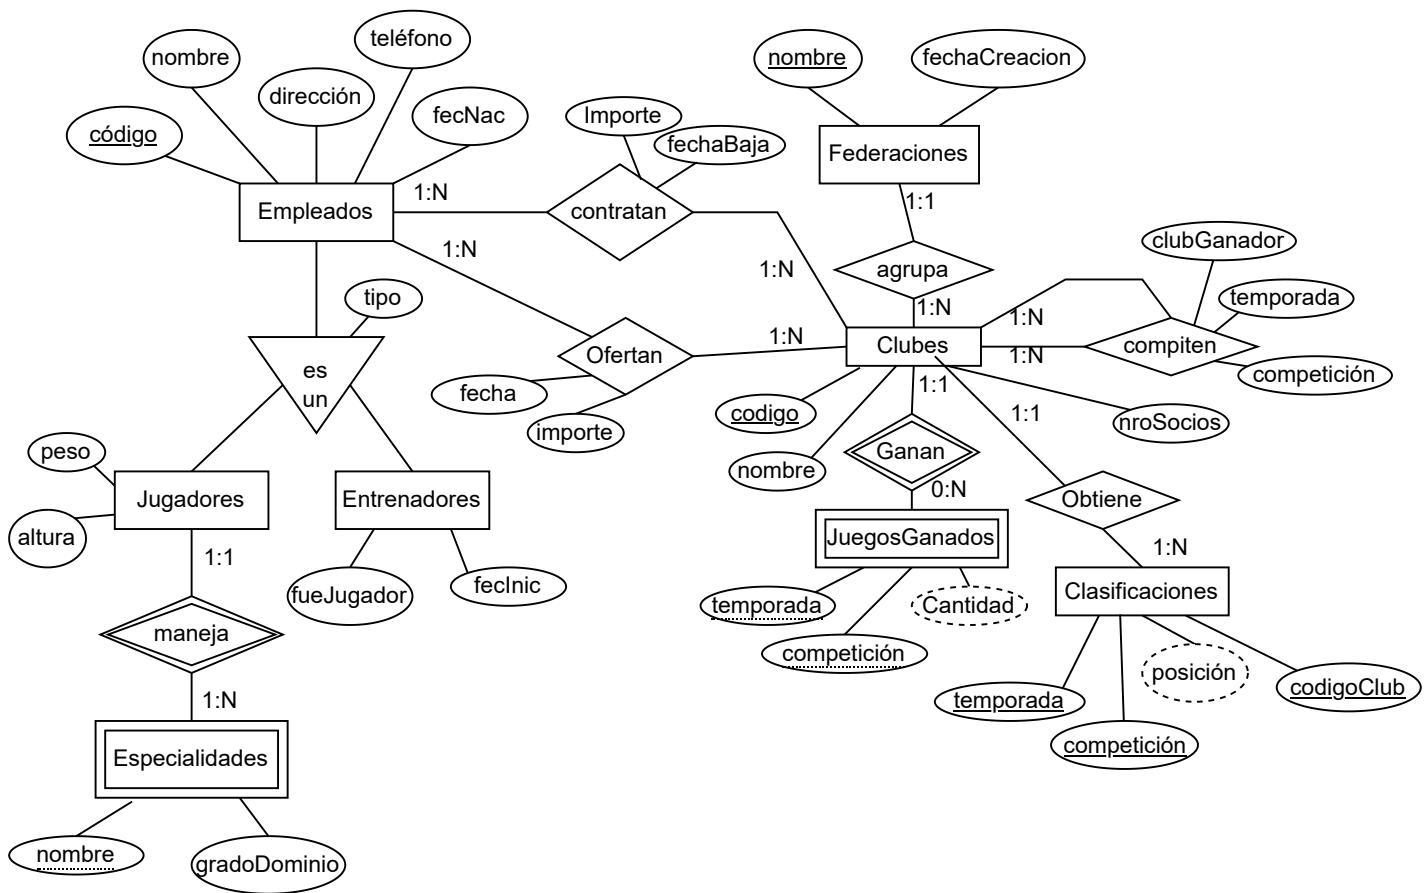 teléfono
nombre
nombre
fechaCreacion
dirección
Importe
fecNac
código
fechaBaja
Federaciones
1:N
1:1
Empleados
contratan
clubGanador
1:N
1:N
agrupa
tipo
temporada
1:N
1:N
1:N
Clubes
compiten
Ofertan
1:N
es
un
competición
fecha
1:1
codigo
1:1
nroSocios
importe
peso
Ganan
nombre
0:N
Jugadores
Entrenadores
Obtiene
altura
JuegosGanados
1:1
1:N
fecInic
fueJugador
Clasificaciones
temporada
Cantidad
maneja
competición
posición
1:N
temporada
codigoClub
competición
Especialidades
nombre
gradoDominio